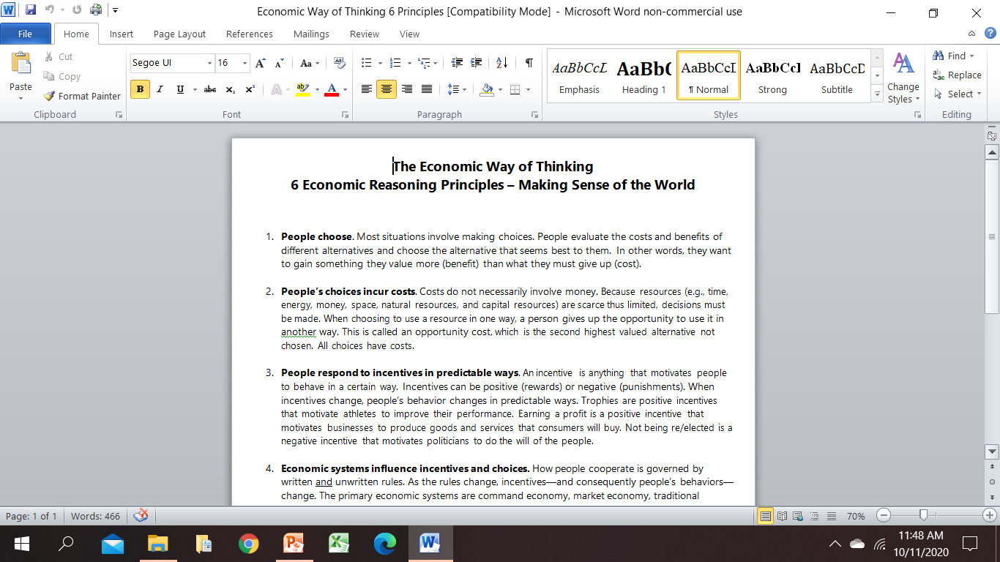 Economic Way of Thinking 6 Principles [Compatibility Mode] - Microsoft Word non-commercial use
File Home Insert Page Layout References Mailings Review View
Cut
Copy
Paste
Format Painter
Clipboard
Segoe UI 16
Font
Paragraph
AaBbCcL AaBb( AaBbCcI AaBbCcI AaBbCcD
Emphasis Heading 1 ¶ Normal Strong Subtitle
Change Styles
Styles
Find
Replace
Select
Editing
The Economic Way of Thinking
6 Economic Reasoning Principles – Making Sense of the World
1. People choose. Most situations involve making choices. People evaluate the costs and benefits of
different alternatives and choose the alternative that seems best to them. In other words, they want
to gain something they value more (benefit) than what they must give up (cost).
2. People's choices incur costs. Costs do not necessarily involve money. Because resources (e.g., time,
energy, money, space, natural resources, and capital resources) are scarce thus limited, decisions must
be made. When choosing to use a resource in one way, a person gives up the opportunity to use it in
another way. This is called an opportunity cost, which is the second highest valued alternative not
chosen. All choices have costs.
3. People respond to incentives in predictable ways. An incentive is anything that motivates people
to behave in a certain way. Incentives can be positive (rewards) or negative (punishments). When
incentives change, people's behavior changes in predictable ways. Trophies are positive incentives
that motivate athletes to improve their performance. Earning a profit is a positive incentive that
motivates businesses to produce goods and services that consumers will buy. Not being re/elected is a
negative incentive that motivates politicians to do the will of the people.
4. Economic systems influence incentives and choices. How people cooperate is governed by
written and unwritten rules. As the rules change, incentives—and consequently people's behaviors—
change. The primary economic systems are command economy, market economy, traditional
Page: 1 of 1 Words: 466 70%
11:48 AM
10/11/2020